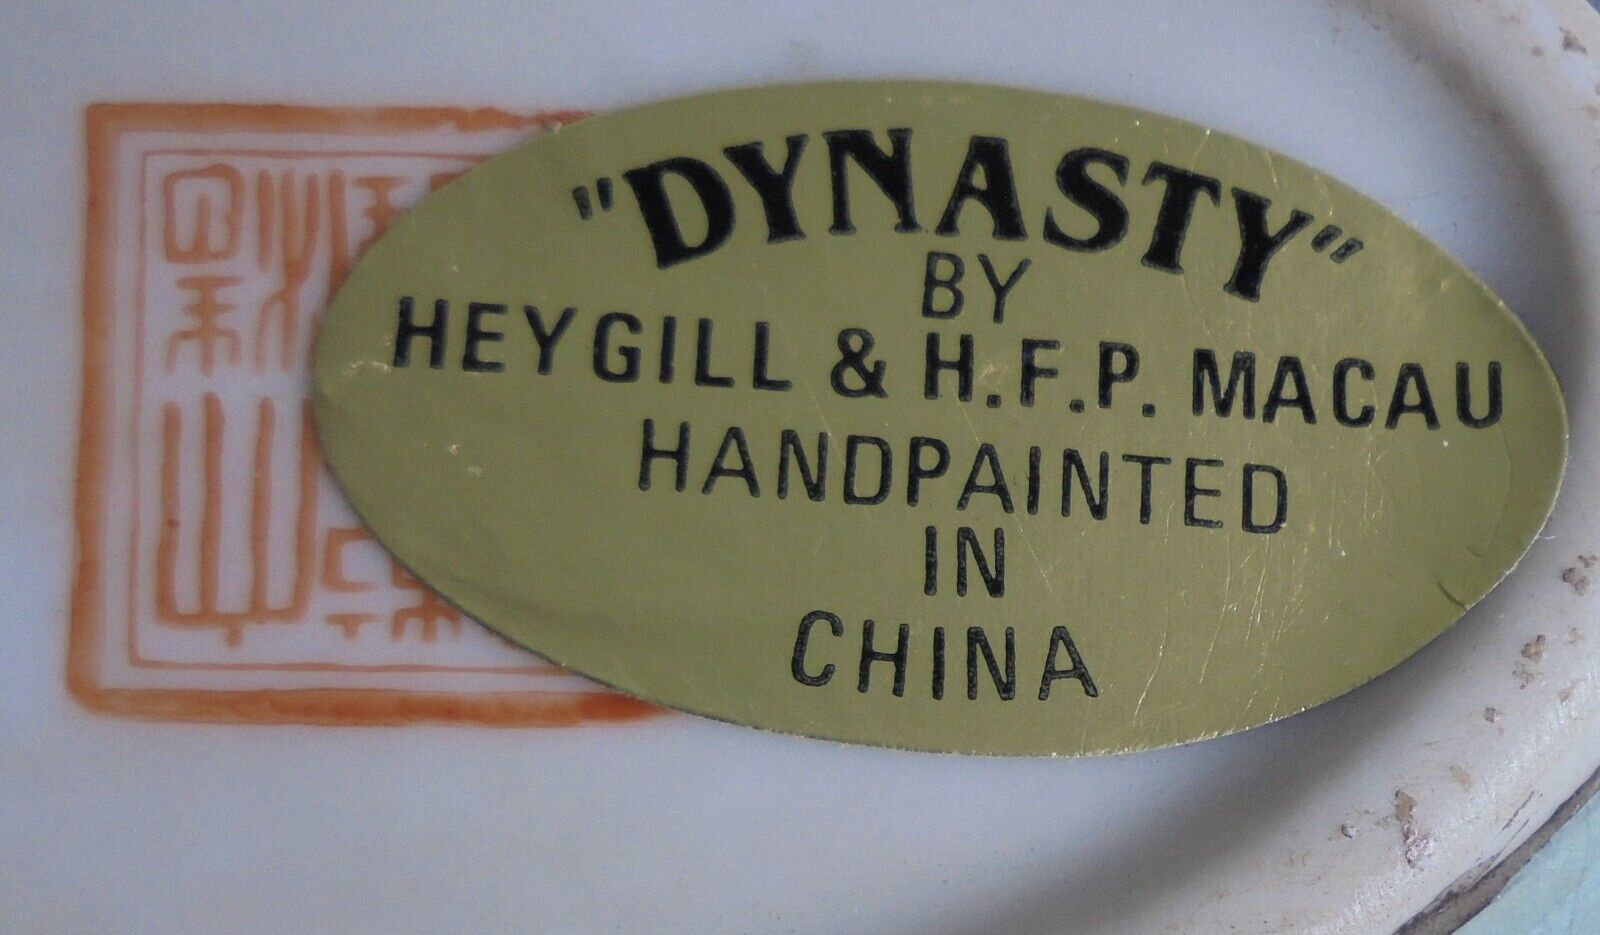 "DYNASTY"
BY
HEYGILL & H.F.P. MACAU
HANDPAINTED
IN
CHINA